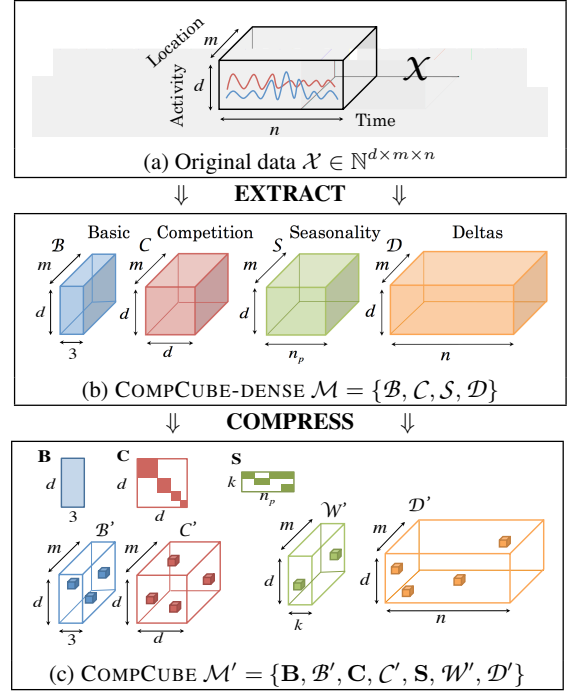 Location
m
𝒳
Activity
d
n
Time
(a) Original data 𝒳 ∈ ℕ^{d×m×n}
⇓ EXTRACT ⇓
ℬ Basic 𝒞 Competition 𝒮 Seasonality 𝒟 Deltas
m m m m
d d d d
3 d n_p n
(b) COMPCUBE-DENSE ℳ = {ℬ, 𝒞, 𝒮, 𝒟}
⇓ COMPRESS ⇓
B C S
d d k
3 d n_p
ℬ' 𝒞' 𝒲' 𝒟'
m m m m
d d d d
3 d k n
(c) COMPCUBE ℳ′ = {B, ℬ′, C, 𝒞′, S, 𝒲′, 𝒟′}